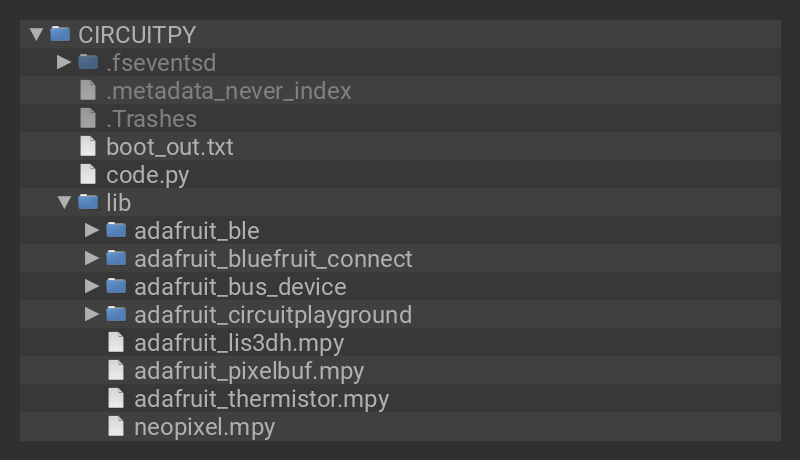 CIRCUITPY
.fseventsd
.metadata_never_index
.Trashes
boot_out.txt
code.py
lib
adafruit_ble
adafruit_bluefruit_connect
adafruit_bus_device
adafruit_circuitplayground
adafruit_lis3dh.mpy
adafruit_pixelbuf.mpy
adafruit_thermistor.mpy
neopixel.mpy